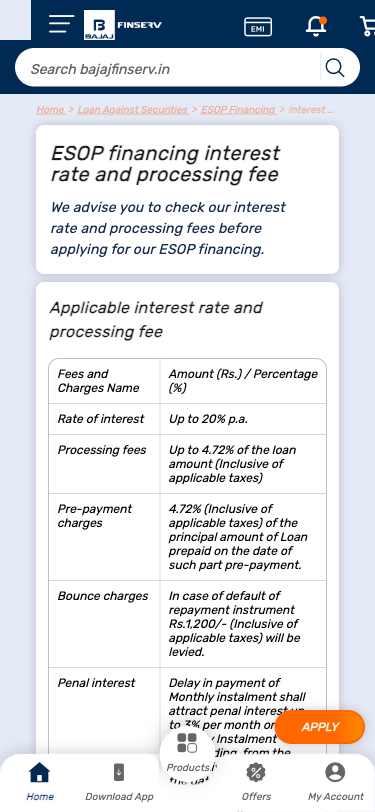 B
BAJAJ
FINSERV
EMI
Search bajajfinserv.in
Home > Loan Against Securities > ESOP Financing > Interest ...
ESOP financing interest
rate and processing fee
We advise you to check our interest
rate and processing fees before
applying for our ESOP financing.
Applicable interest rate and
processing fee
Fees and
Charges Name
Amount (Rs.) / Percentage
(%)
Rate of interest
Up to 20% p.a.
Processing fees
Up to 4.72% of the loan
amount (Inclusive of
applicable taxes)
Pre-payment
charges
4.72% (Inclusive of
applicable taxes) of the
principal amount of Loan
prepaid on the date of
such part pre-payment.
Bounce charges
In case of default of
repayment instrument
Rs.1,200/- (Inclusive of
applicable taxes) will be
levied.
Penal interest
Delay in payment of
Monthly instalment shall
attract penal interest
to 3% per month on
Instalment
from the
APPLY
Home
Download App
Products
Offers
My Account